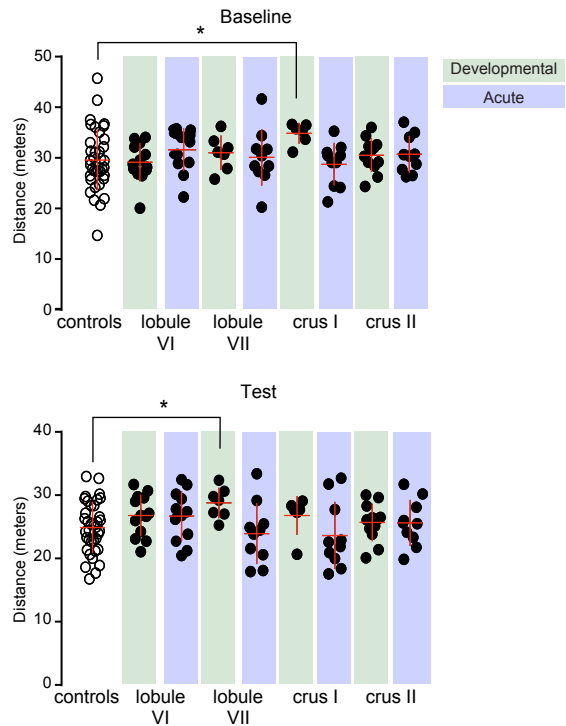 Baseline
*
Distance (meters)
50
40
30
20
10
0
controls
lobule
VI
lobule
VII
crus I
crus II
Developmental
Acute
Test
*
Distance (meters)
40
30
20
10
0
controls
lobule
VI
lobule
VII
crus I
crus II